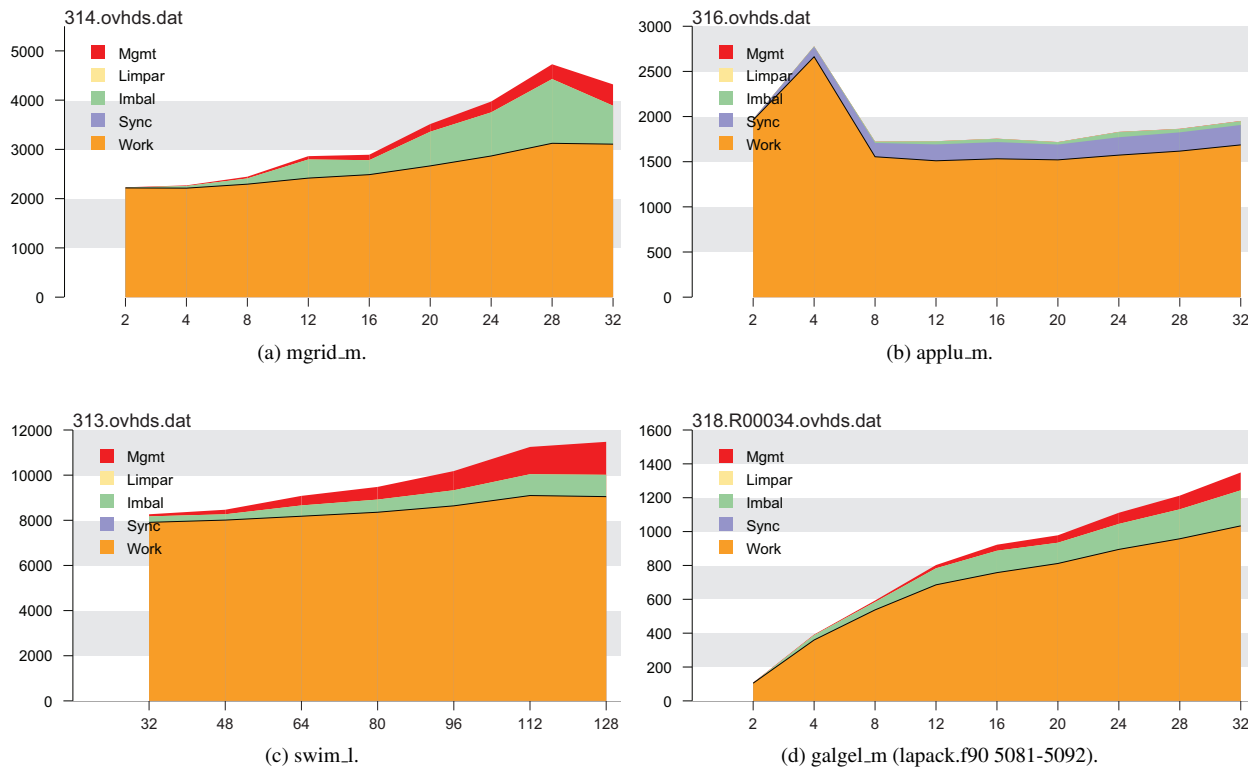 314.ovhds.dat
5000
4000
3000
2000
1000
0
Mgmt
Limpar
Imbal
Sync
Work
2 4 8 12 16 20 24 28 32
(a) mgrid_m.
316.ovhds.dat
3000
2500
2000
1500
1000
500
0
Mgmt
Limpar
Imbal
Sync
Work
2 4 8 12 16 20 24 28 32
(b) applu_m.
313.ovhds.dat
12000
10000
8000
6000
4000
2000
0
Mgmt
Limpar
Imbal
Sync
Work
32 48 64 80 96 112 128
(c) swim_l.
318.R00034.ovhds.dat
1600
1400
1200
1000
800
600
400
200
0
Mgmt
Limpar
Imbal
Sync
Work
2 4 8 12 16 20 24 28 32
(d) galgel_m (lapack.f90 5081-5092).